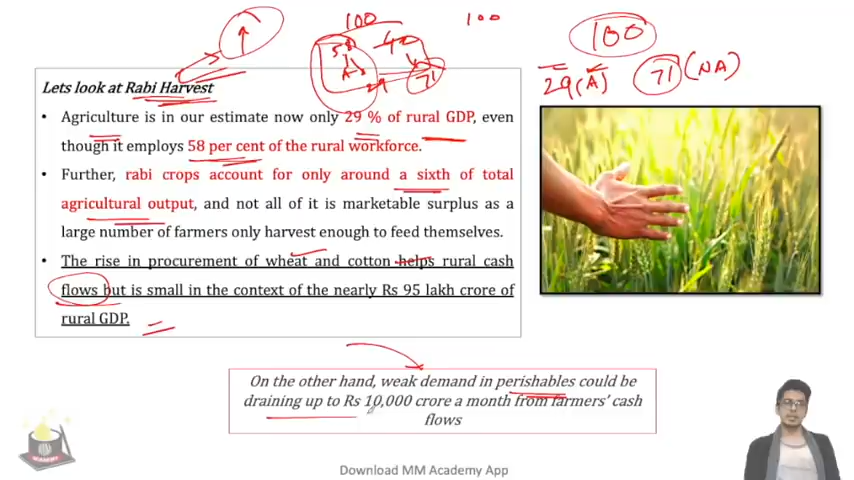 100
100
100
58
42
29
71
29 (A)
71 (NA)
Lets look at Rabi Harvest
• Agriculture is in our estimate now only 29 % of rural GDP, even
though it employs 58 per cent of the rural workforce.
• Further, rabi crops account for only around a sixth of total
agricultural output, and not all of it is marketable surplus as a
large number of farmers only harvest enough to feed themselves.
• The rise in procurement of wheat and cotton helps rural cash
flows but is small in the context of the nearly Rs 95 lakh crore of
rural GDP.
On the other hand, weak demand in perishables could be
draining up to Rs 10,000 crore a month from farmers' cash
flows
Download MM Academy App